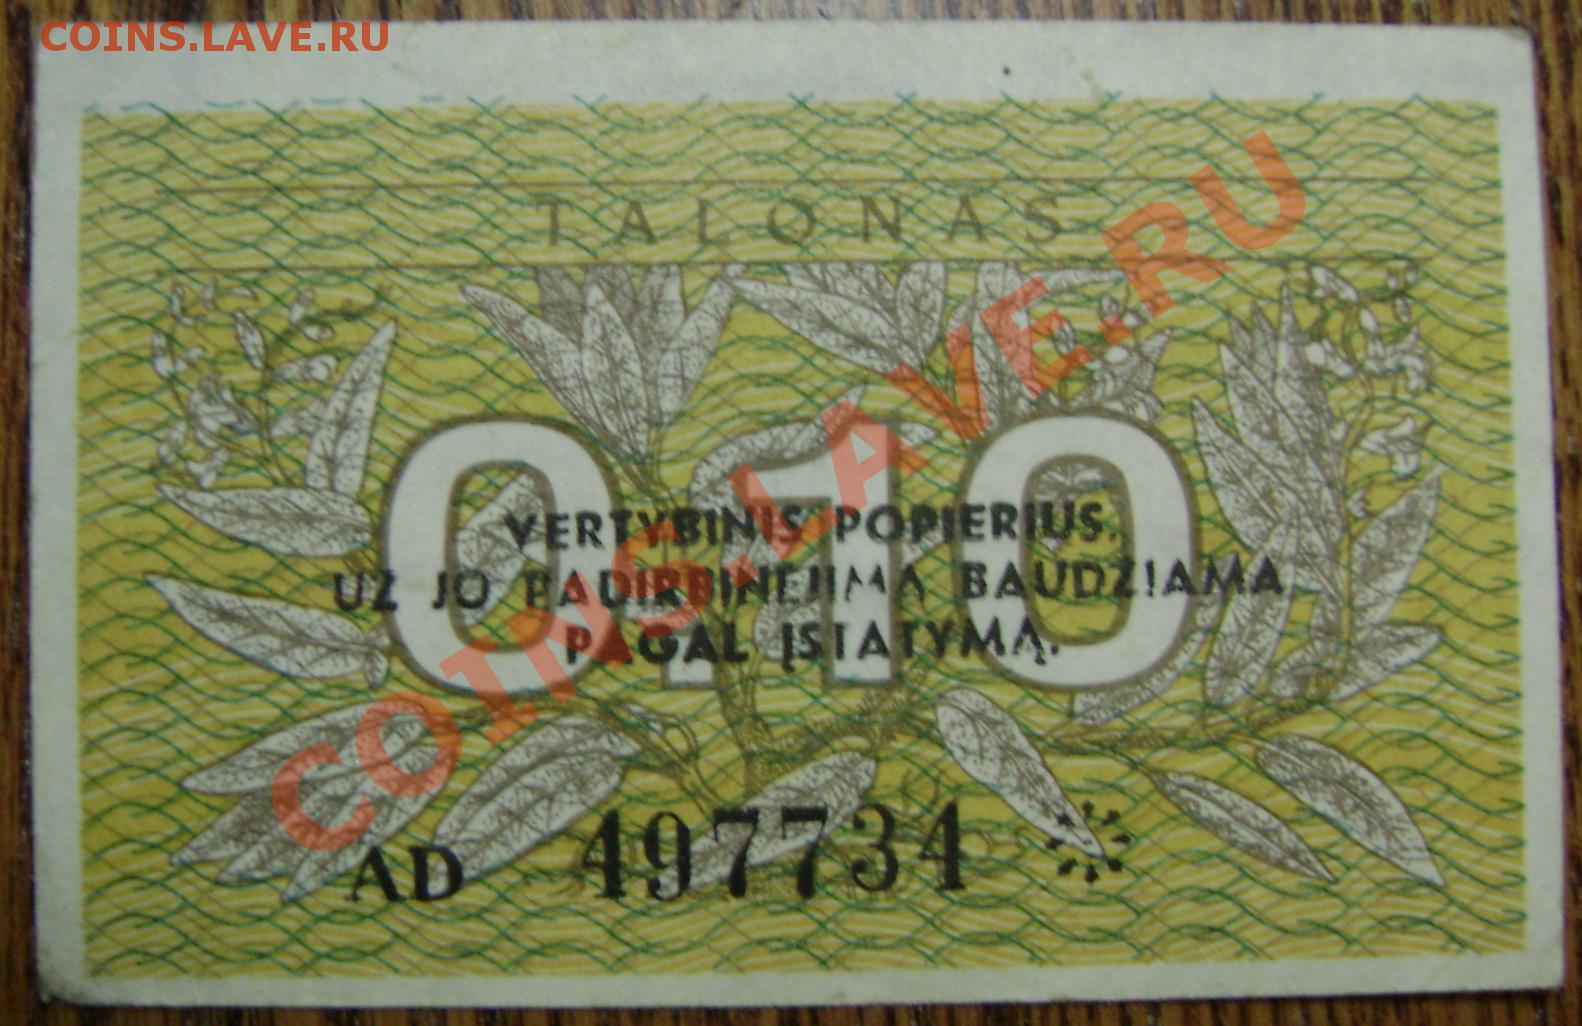 COINS.LAVE.RU
TALONAS
0,10
VERTYBINIS POPIERIUS.
UŽ JO PADIRBINĖJIMĄ BAUDŽIAMA
PAGAL ĮSTATYMĄ.
AD 497734
COINS.LAVE.RU